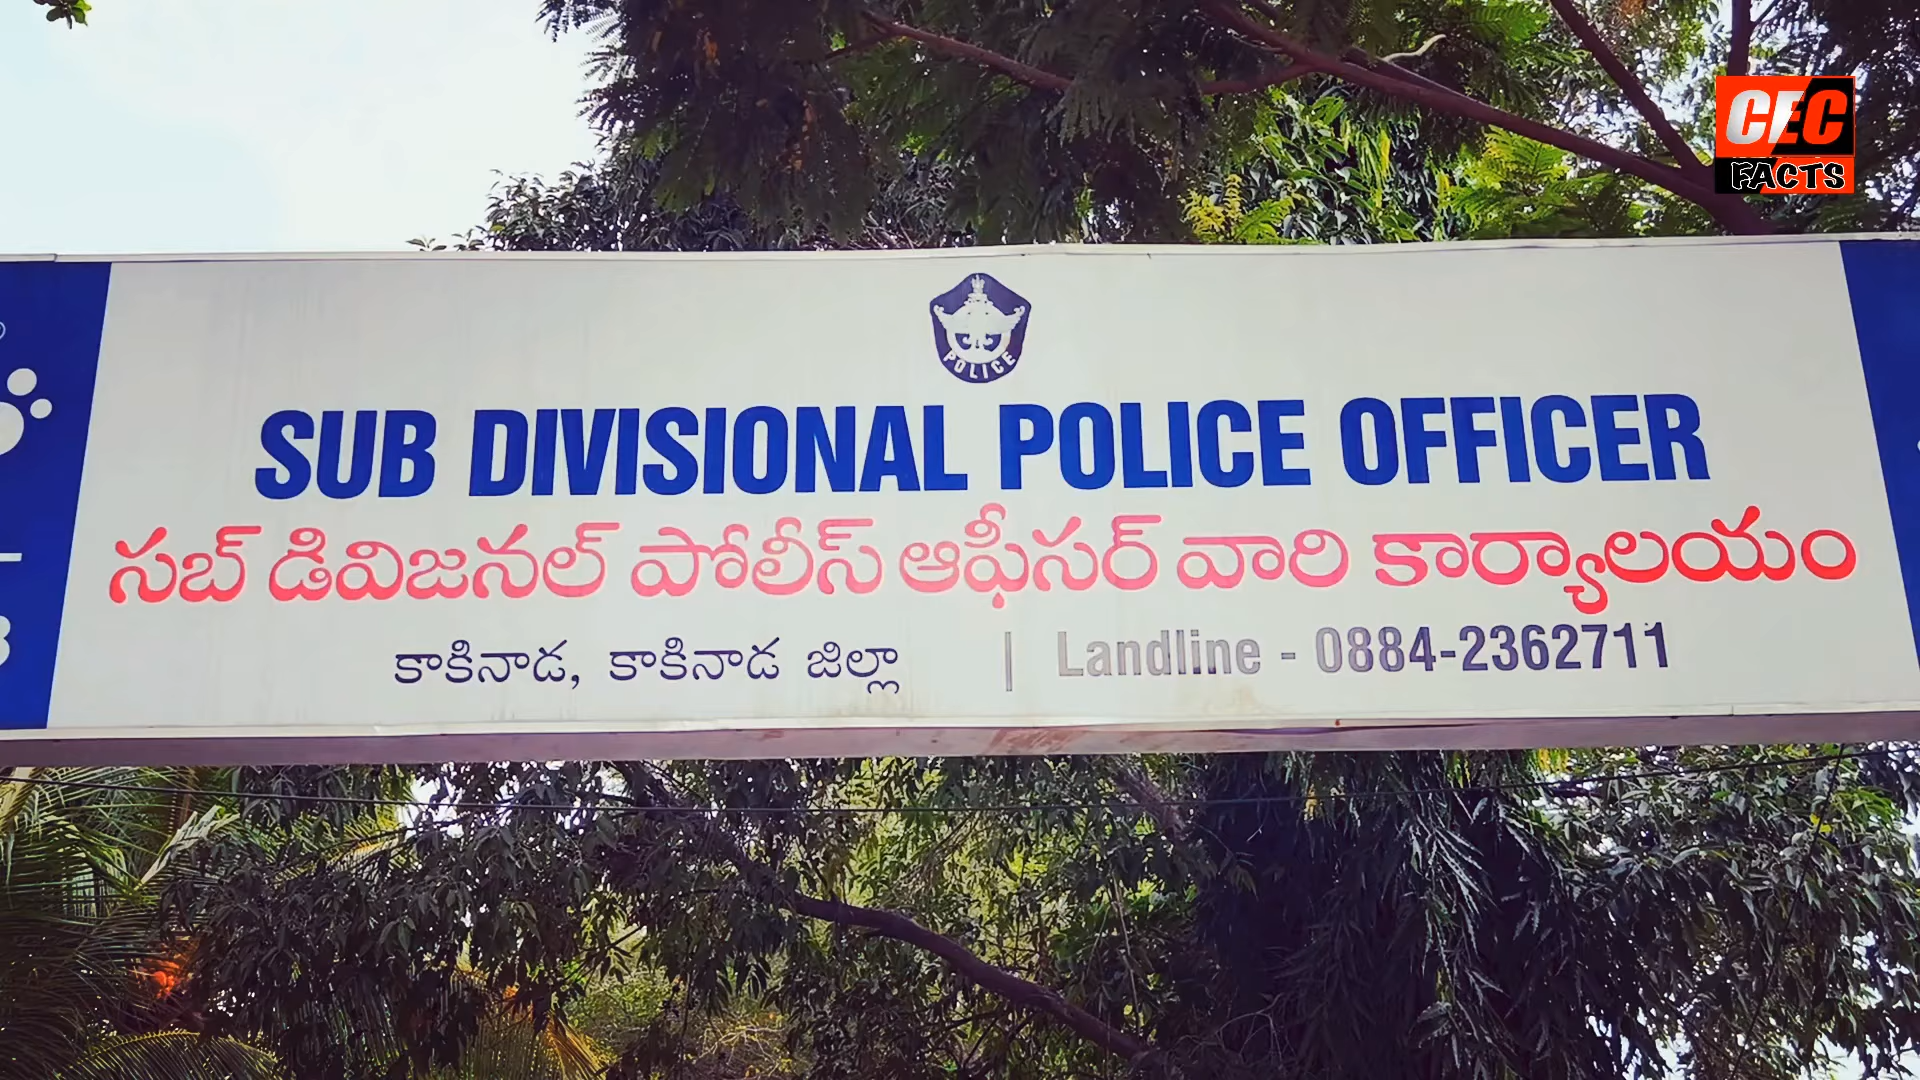 CEC
FACTS
POLICE
SUB DIVISIONAL POLICE OFFICER
సబ్ డివిజనల్ పోలీస్ ఆఫీసర్ వారి కార్యాలయం
కాకినాడ, కాకినాడ జిల్లా | Landline - 0884-2362711